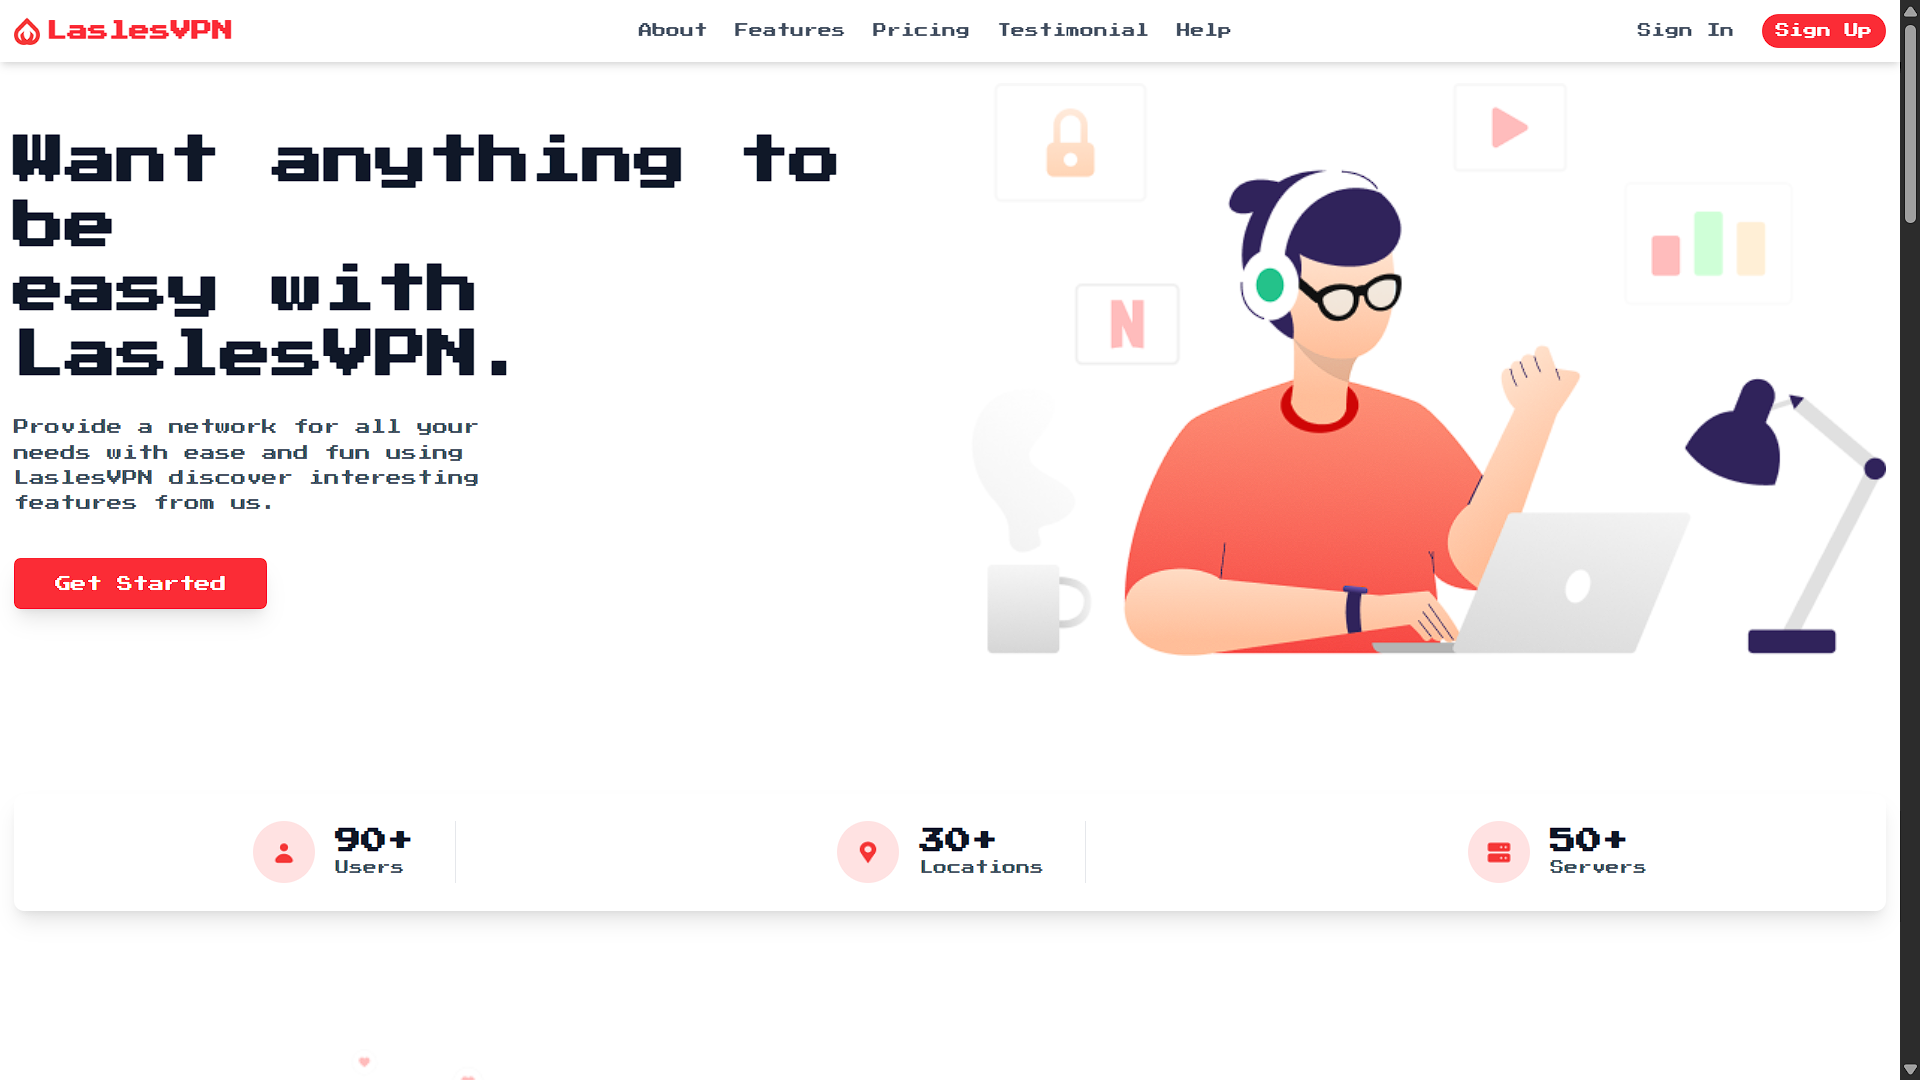 LaslesVPN
About Features Pricing Testimonial Help
Sign In Sign Up
Want anything to
be
easy with
LaslesVPN.
Provide a network for all your
needs with ease and fun using
LaslesVPN discover interesting
features from us.
Get Started
N
90+
Users
30+
Locations
50+
Servers